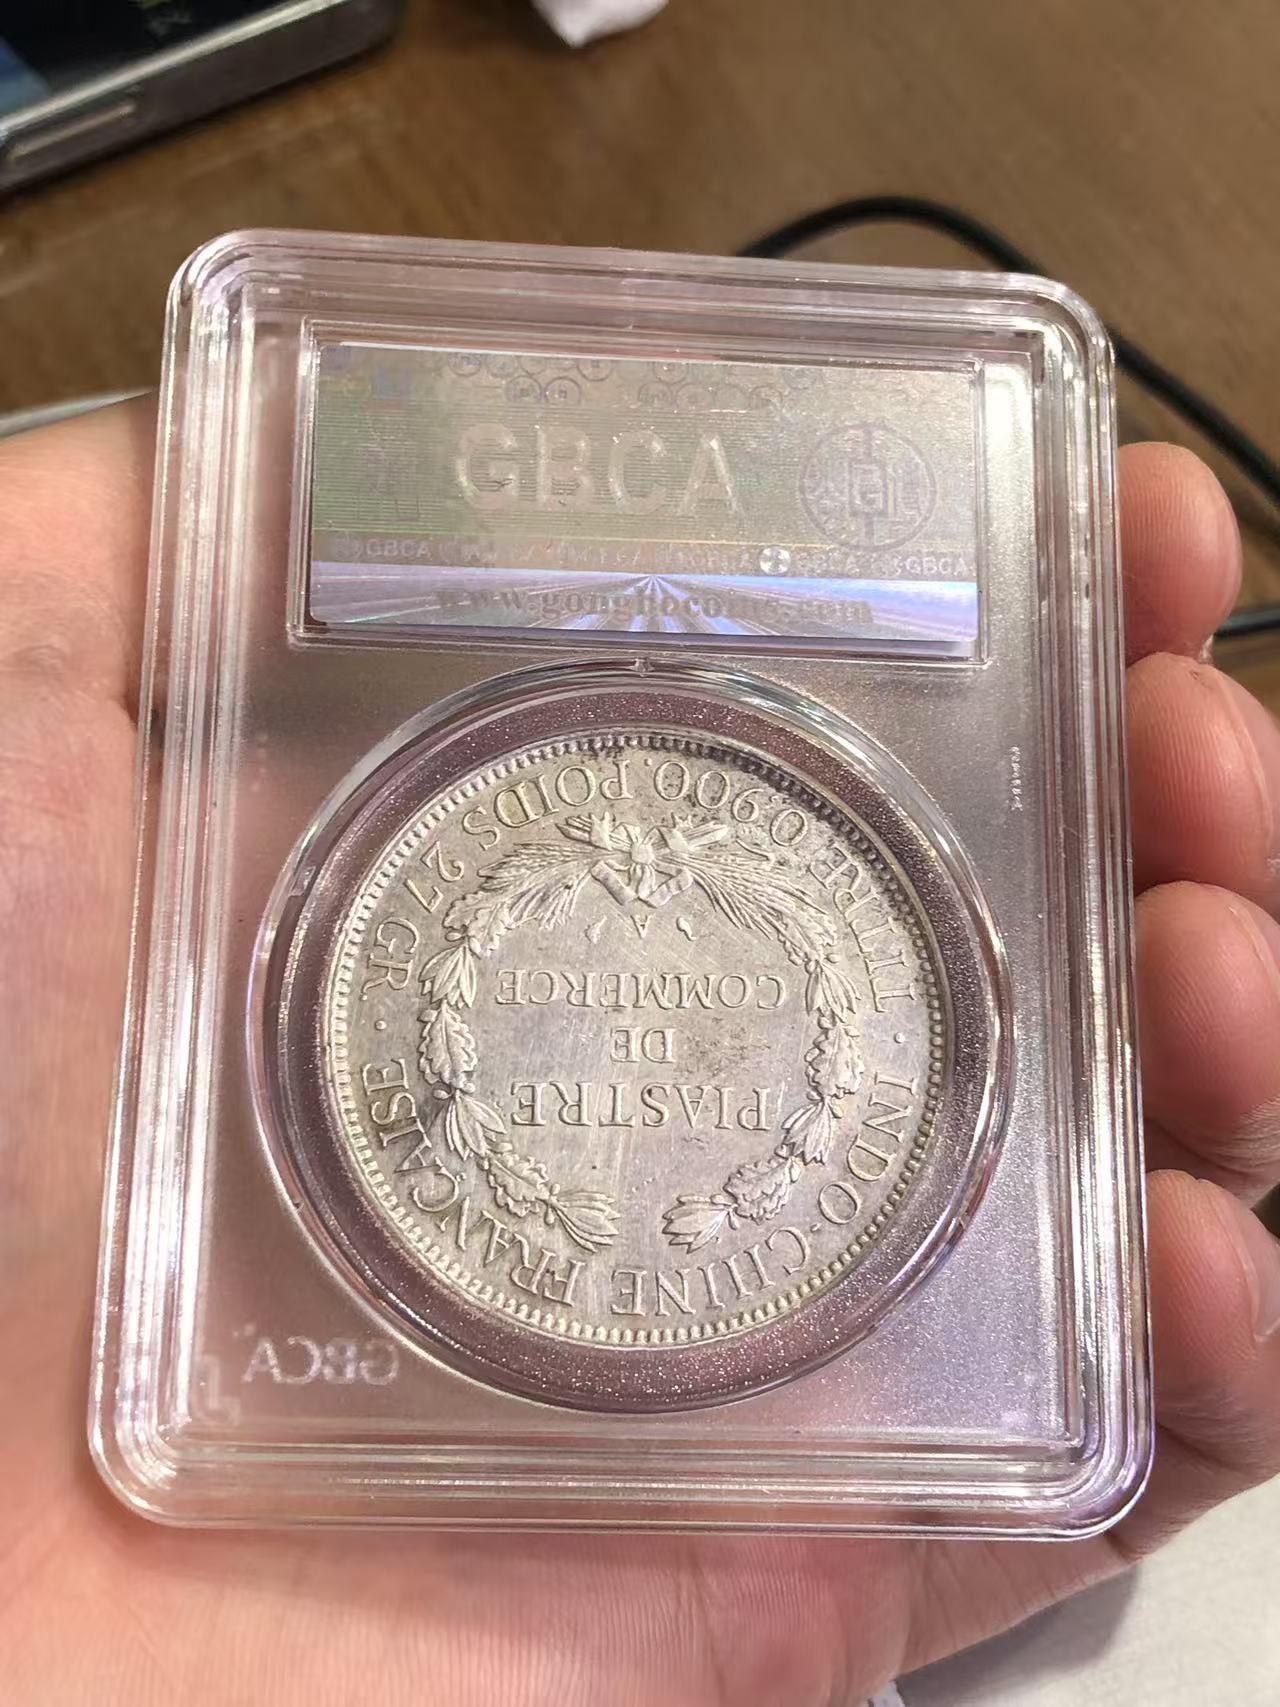 GBCA
GBCA
GBCA
www.gongbocoins.com
TITRE 0,900. POIDS 27 GR.
A
COMMERCE
DE
PIASTRE
INDO-CHINE FRANÇAISE
GBCA